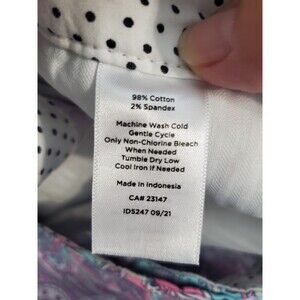 98% Cotton
2% Spandex
Machine Wash Cold
Gentle Cycle
Only Non-Chlorine Bleach
When Needed
Tumble Dry Low
Cool Iron if Needed
Made in Indonesia
CA# 23147
ID5247 09/21